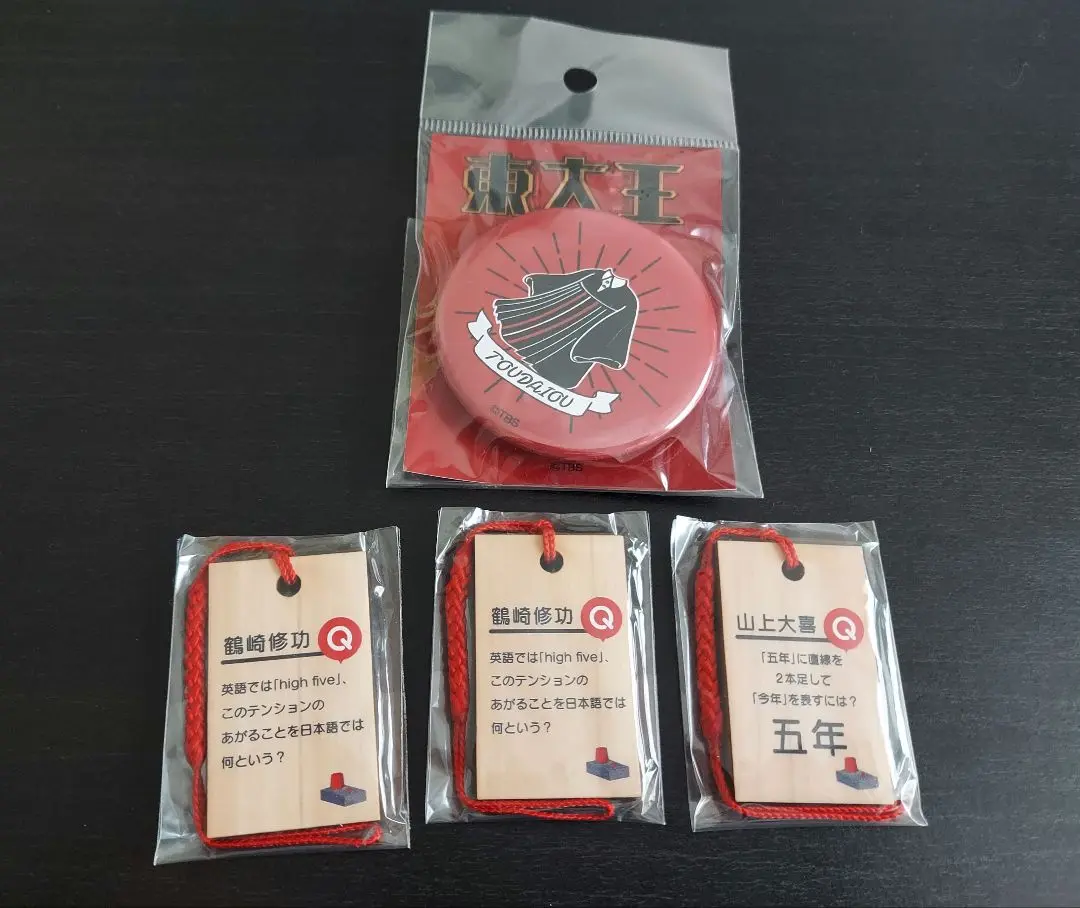 東大王
TOUDAIOU
©TBS
©TBS
鶴崎修功 Q
英語では「high five」、
このテンションの
あがることを日本語では
何という?
鶴崎修功 Q
英語では「high five」、
このテンションの
あがることを日本語では
何という?
山上大喜 Q
「五年」に直線を
2本足して
「今年」を表すには?
五年